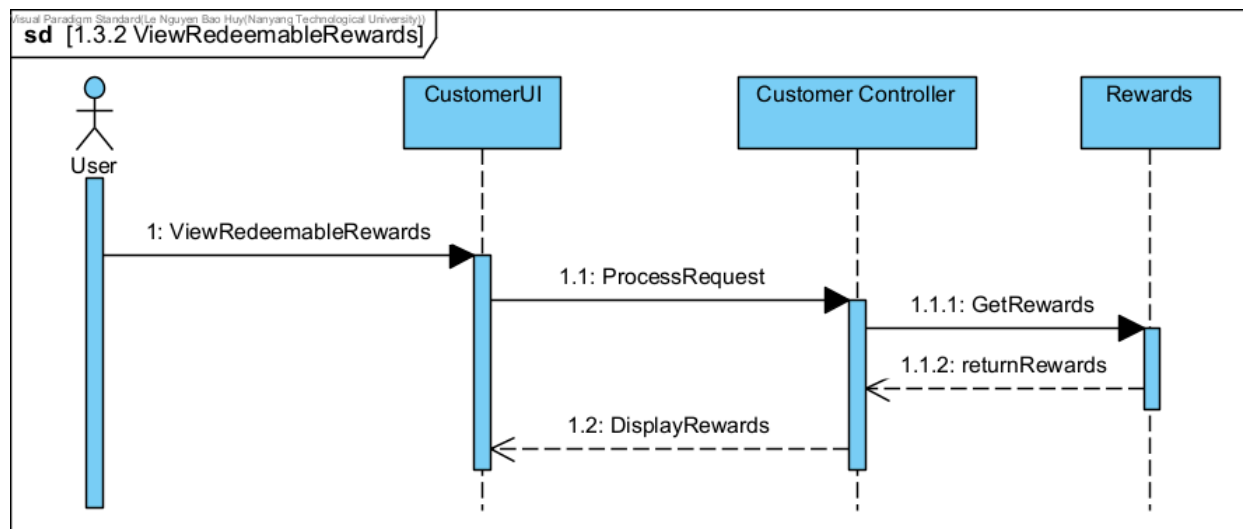 Visual Paradigm Standard(Le Nguyen Bao Huy(Nanyang Technological University))
sd [1.3.2 ViewRedeemableRewards]
CustomerUI
Customer Controller
Rewards
User
1: ViewRedeemableRewards
1.1: ProcessRequest
1.1.1: GetRewards
1.1.2: returnRewards
1.2: DisplayRewards